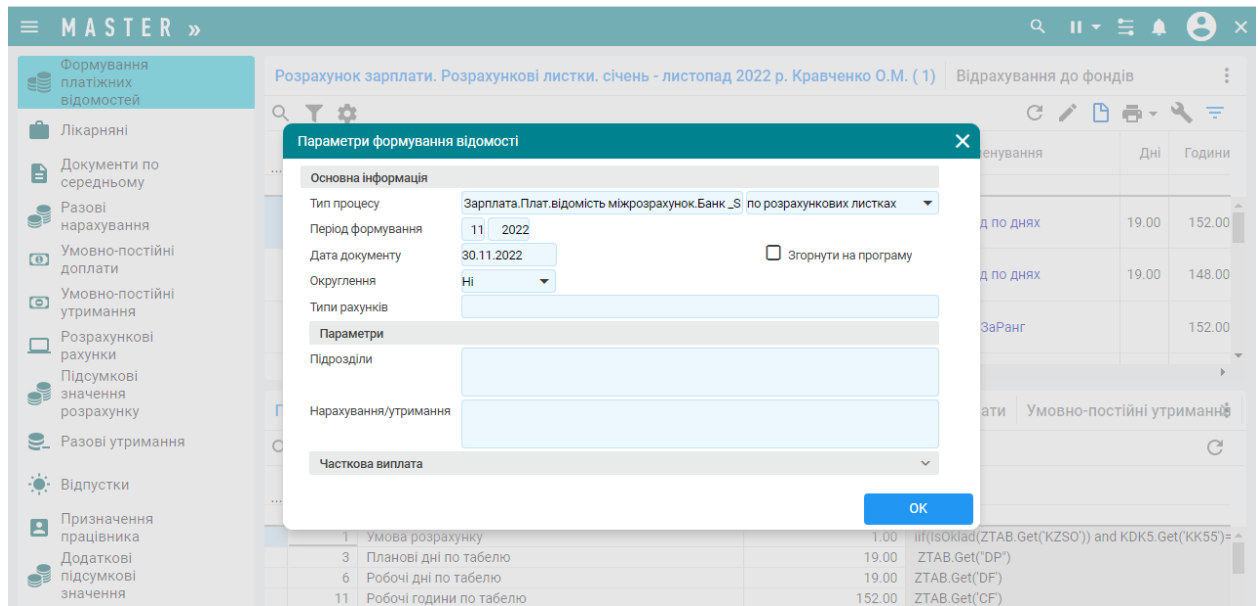 MASTER »
Формування
платіжних
відомостей
Лікарняні
Документи по
середньому
Разові
нарахування
Умовно-постійні
доплати
Умовно-постійні
утримання
Розрахункові
рахунки
Підсумкові
значення
розрахунку
Разові утримання
Відпустки
Призначення
працівника
Додаткові
підсумкові
значення
Розрахунок зарплати. Розрахункові листки. січень - листопад 2022 р. Кравченко О.М. ( 1) Відрахування до фондів
енування Дні Години
д по днях 19.00 152.00
д по днях 19.00 148.00
ЗаРанг 152.00
Параметри формування відомості
Основна інформація
Тип процесу Зарплата.Плат.відомість міжрозрахунок.Банк _S по розрахункових листках
Період формування 11 2022
Дата документу 30.11.2022 Згорнути на програму
Округлення Ні
Типи рахунків
Параметри
Підрозділи
Нарахування/утримання
Часткова виплата
OK
ати Умовно-постійні утримання
1 Умова розрахунку 1.00 iif(IsOklad(ZTAB.Get('KZSO')) and KDK5.Get('KK55')=
3 Планові дні по табелю 19.00 ZTAB.Get("DP")
6 Робочі дні по табелю 19.00 ZTAB.Get('DF')
11 Робочі години по табелю 152.00 ZTAB.Get('CF')